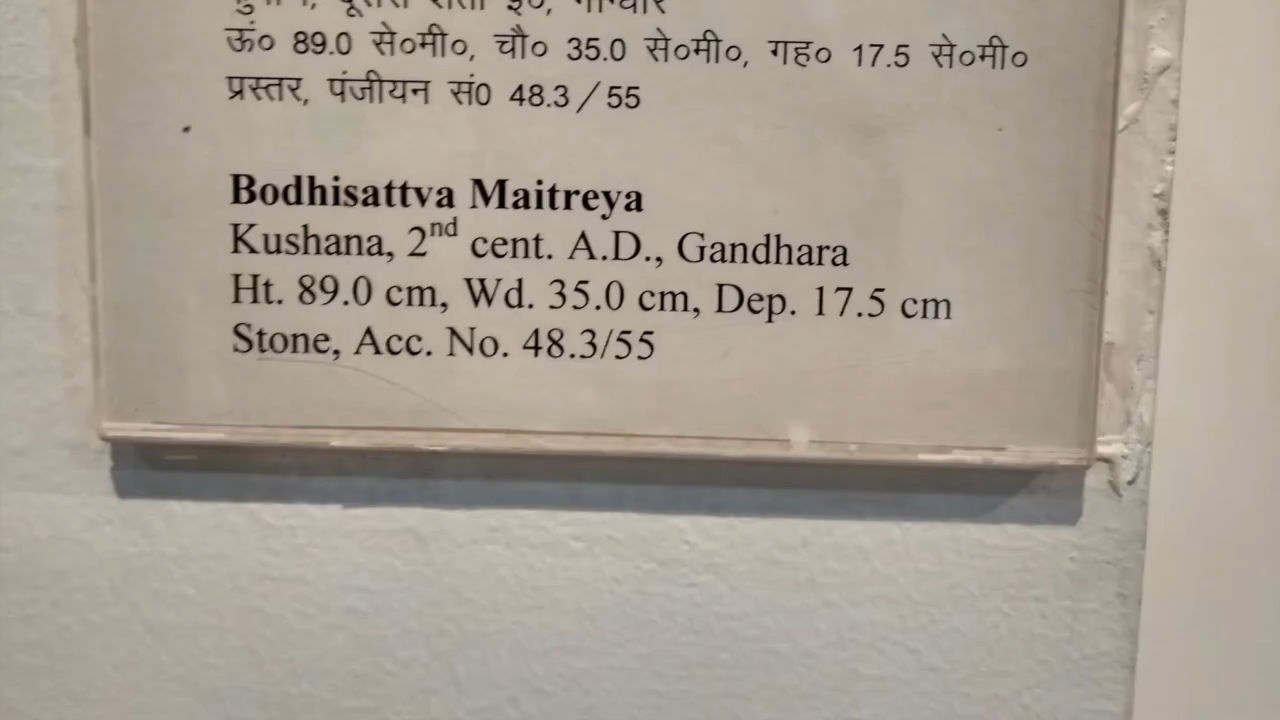 ऊं० 89.0 से०मी०, चौ० 35.0 से०मी०, गह० 17.5 से०मी०
प्रस्तर, पंजीयन सं0 48.3/55
Bodhisattva Maitreya
Kushana, 2nd cent. A.D., Gandhara
Ht. 89.0 cm, Wd. 35.0 cm, Dep. 17.5 cm
Stone, Acc. No. 48.3/55